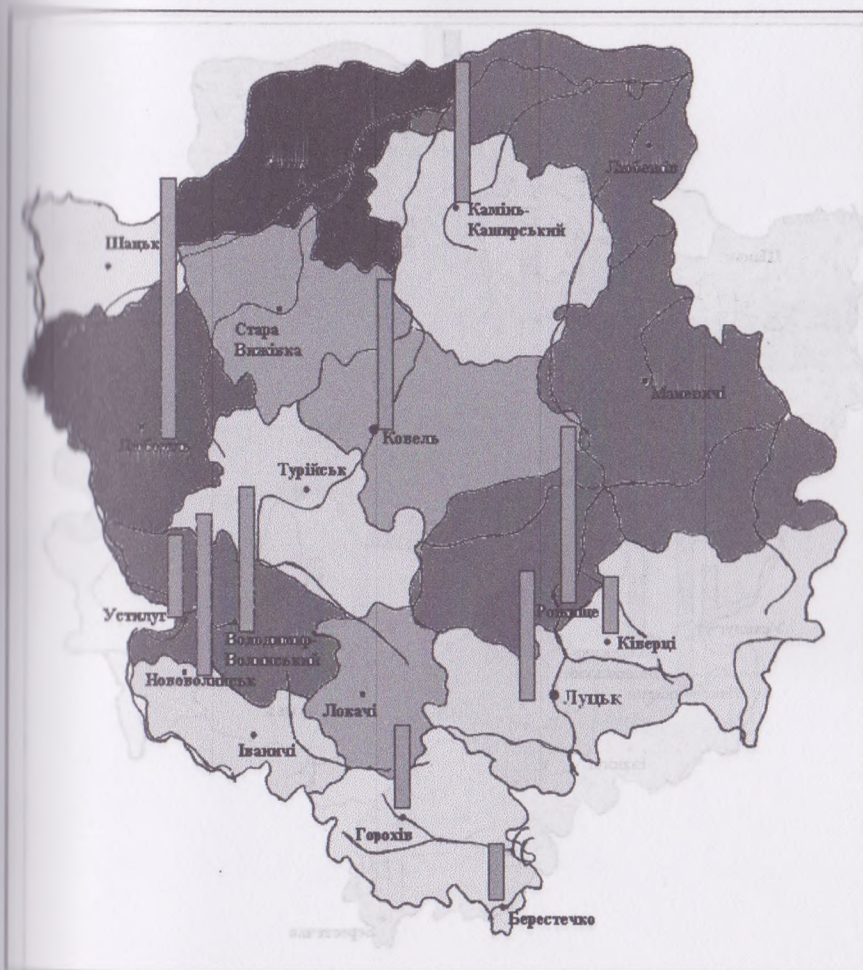 Любешів
Камінь-
Каширський
Шацьк
Стара
Вижівка
Маневичі
Ковель
Турійськ
Устилуг
Рожище
Володимир-
Волинський
Ківерці
Нововолинськ
Локачі
Луцьк
Іваничі
Горохів
Берестечко